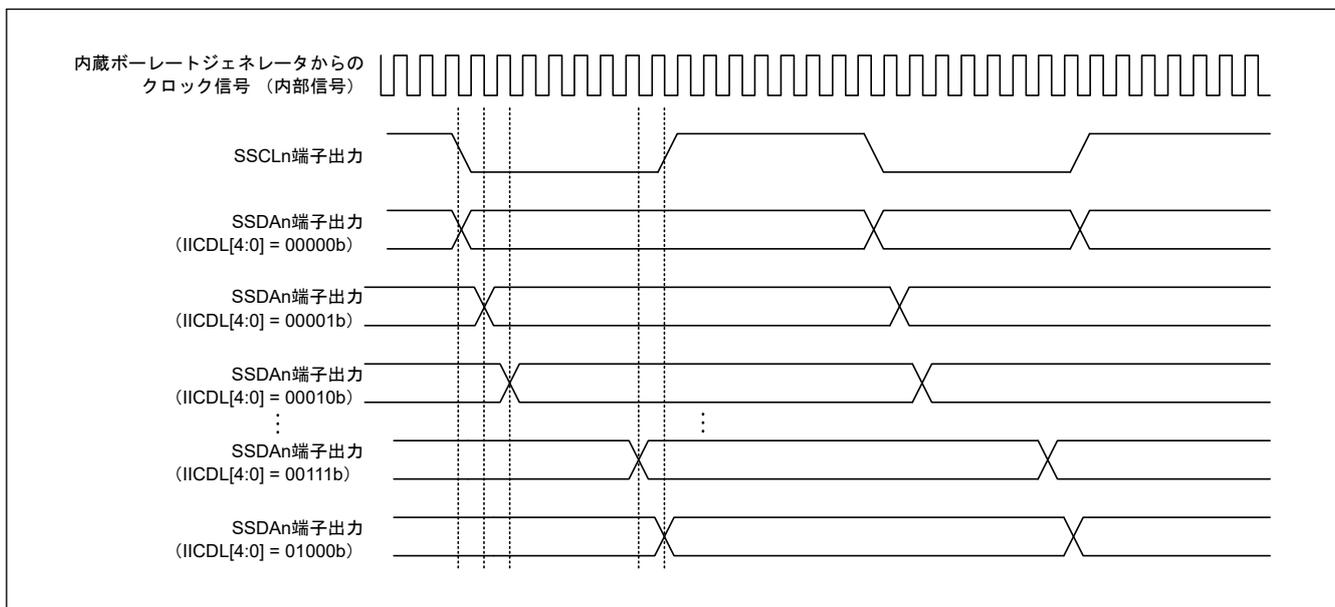 内蔵ボーレートジェネレータからの
クロック信号 （内部信号）
SSCLn端子出力
SSDAn端子出力
（IICDL[4:0] = 00000b）
SSDAn端子出力
（IICDL[4:0] = 00001b）
SSDAn端子出力
（IICDL[4:0] = 00010b）
⋮
⋮
SSDAn端子出力
（IICDL[4:0] = 00111b）
SSDAn端子出力
（IICDL[4:0] = 01000b）